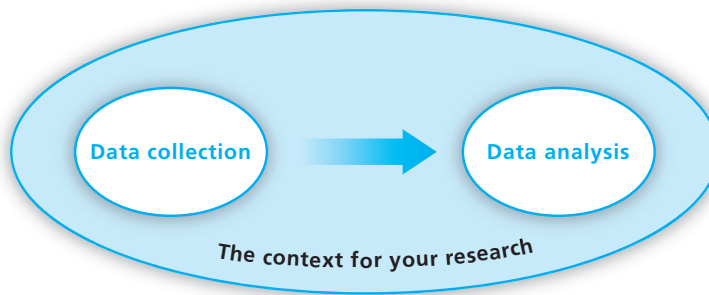 Data collection
Data analysis
The context for your research